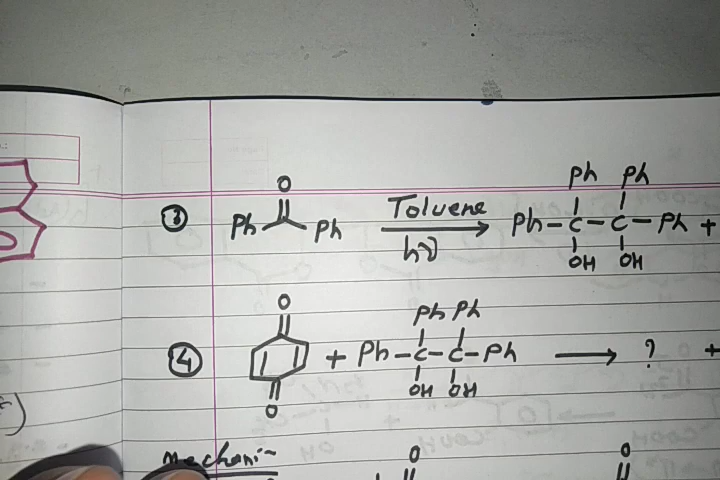 Ph Ph
O
③ Ph Ph Toluene hν Ph-C-C-Ph +
OH OH
O
Ph Ph
④ + Ph-C-C-Ph → ? +
O
OH OH
Mechani
O O